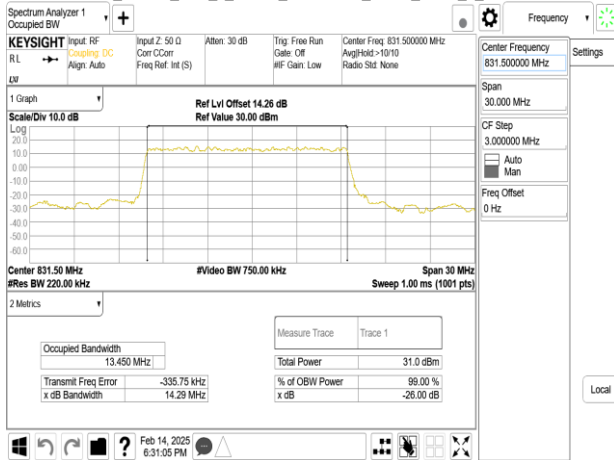 Spectrum Analyzer 1
Occupied BW
Frequency
KEYSIGHT
Input: RF
Coupling: DC
Align: Auto
Input Z: 50 Ω
Corr CCorr
Freq Ref: Int (S)
Atten: 30 dB
Trig: Free Run
Gate: Off
#IF Gain: Low
Center Freq: 831.500000 MHz
Avg|Hold:>10/10
Radio Std: None
R L
LXI
Center Frequency
831.500000 MHz
Settings
Span
30.000 MHz
CF Step
3.000000 MHz
Auto
Man
Freq Offset
0 Hz
Local
1 Graph
Ref Lvl Offset 14.26 dB
Scale/Div 10.0 dB
Ref Value 30.00 dBm
Log
20.0
10.0
0.00
-10.0
-20.0
-30.0
-40.0
-50.0
-60.0
Center 831.50 MHz
#Video BW 750.00 kHz
Span 30 MHz
#Res BW 220.00 kHz
Sweep 1.00 ms (1001 pts)
2 Metrics
Measure Trace
Trace 1
Occupied Bandwidth
13.450 MHz
Total Power
31.0 dBm
Transmit Freq Error
-335.75 kHz
% of OBW Power
99.00 %
x dB Bandwidth
14.29 MHz
x dB
-26.00 dB
?
Feb 14, 2025
6:31:05 PM